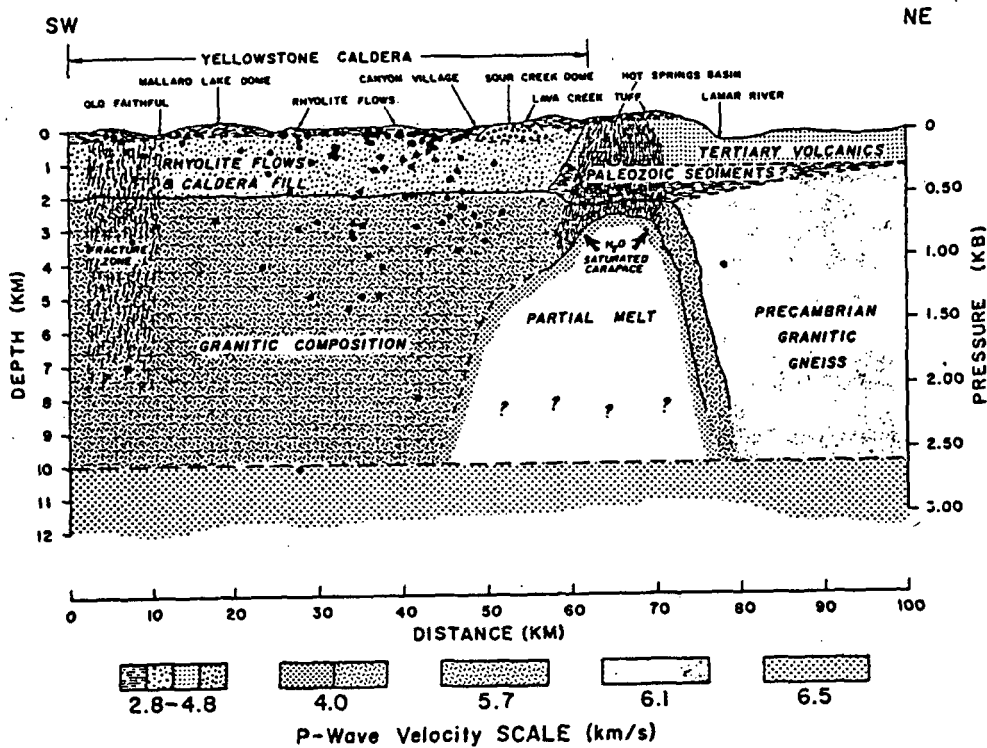 SW
NE
YELLOWSTONE CALDERA
MALLARD LAKE DOME
CANYON VILLAGE
SOUR CREEK DOME
HOT SPRINGS BASIN
OLD FAITHFUL
RHYOLITE FLOWS
LAVA CREEK TUFF
LAMAR RIVER
RHYOLITE FLOWS
& CALDERA FILL
TERTIARY VOLCANICS
PALEOZOIC SEDIMENTS?
FRACTURE
ZONE
H2O
SATURATED
CARAPACE
GRANITIC COMPOSITION
PARTIAL MELT
PRECAMBRIAN
GRANITIC
GNEISS
? ? ? ?
DEPTH (KM)
0
1
2
3
4
5
6
7
8
9
10
11
12
PRESSURE (KB)
0
0.50
1.00
1.50
2.00
2.50
3.00
0 10 20 30 40 50 60 70 80 90 100
DISTANCE (KM)
2.8-4.8 4.0 5.7 6.1 6.5
P-Wave Velocity SCALE (km/s)